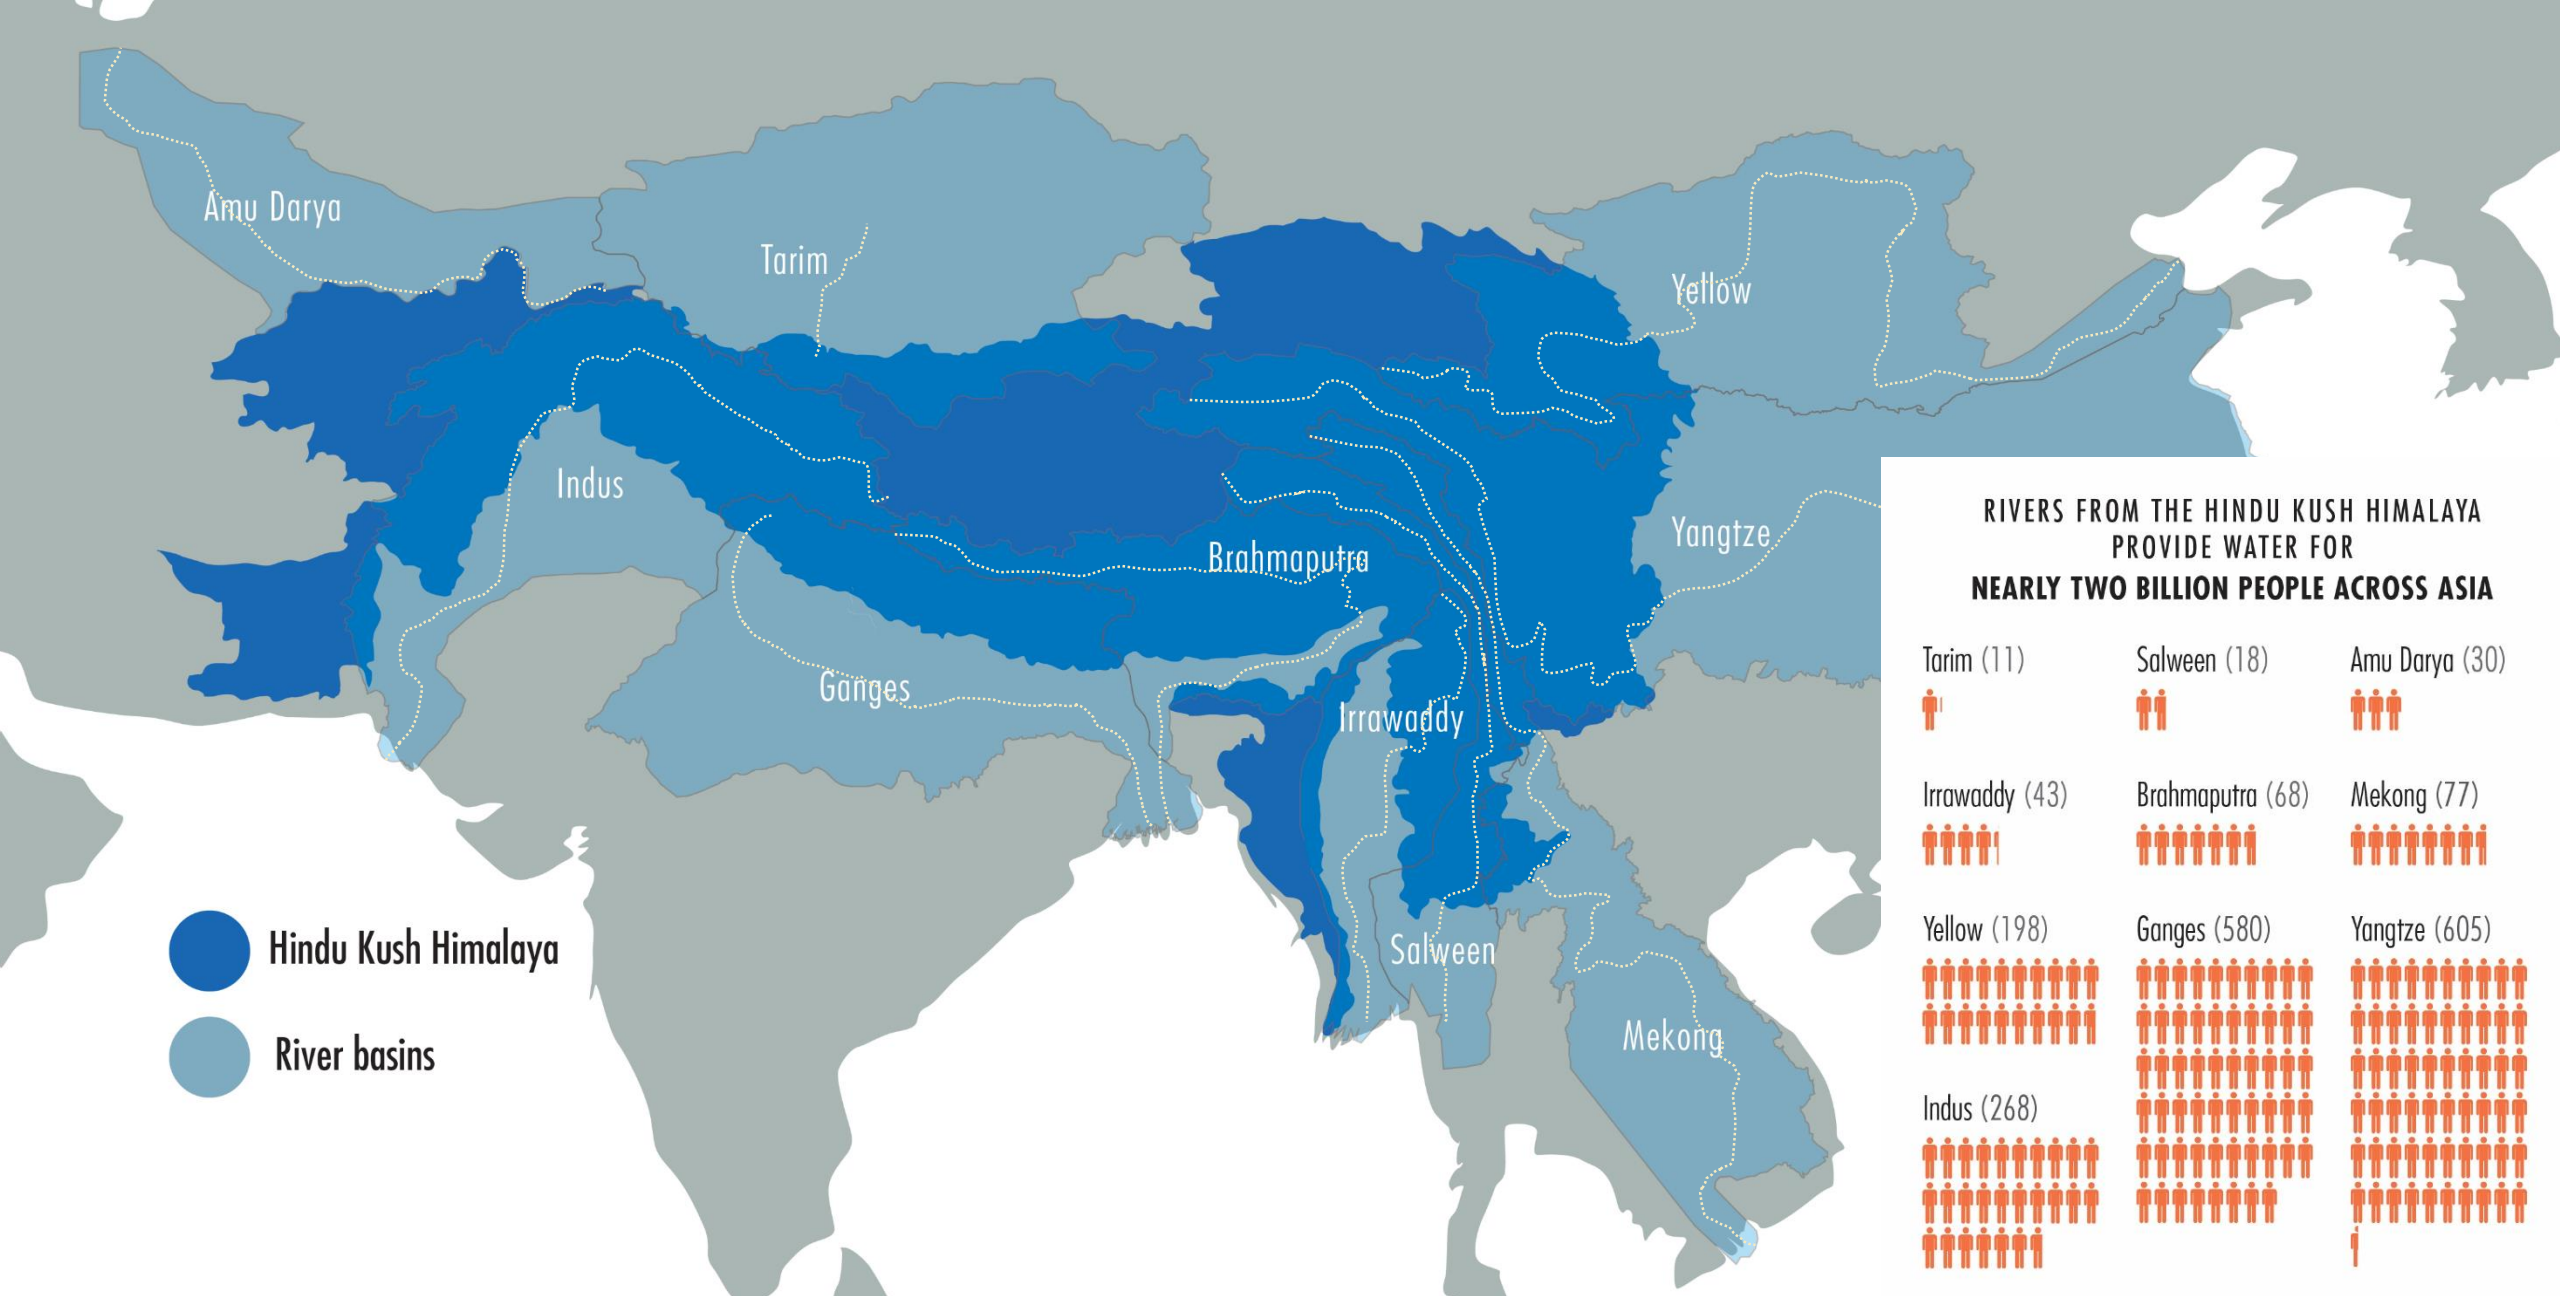 Amu Darya
Tarim
Yellow
Indus
Yangtze
Brahmaputra
Ganges
Irrawaddy
Salween
Mekong
Hindu Kush Himalaya
River basins
RIVERS FROM THE HINDU KUSH HIMALAYA
PROVIDE WATER FOR
NEARLY TWO BILLION PEOPLE ACROSS ASIA
Tarim (11)
Salween (18)
Amu Darya (30)
Irrawaddy (43)
Brahmaputra (68)
Mekong (77)
Yellow (198)
Ganges (580)
Yangtze (605)
Indus (268)